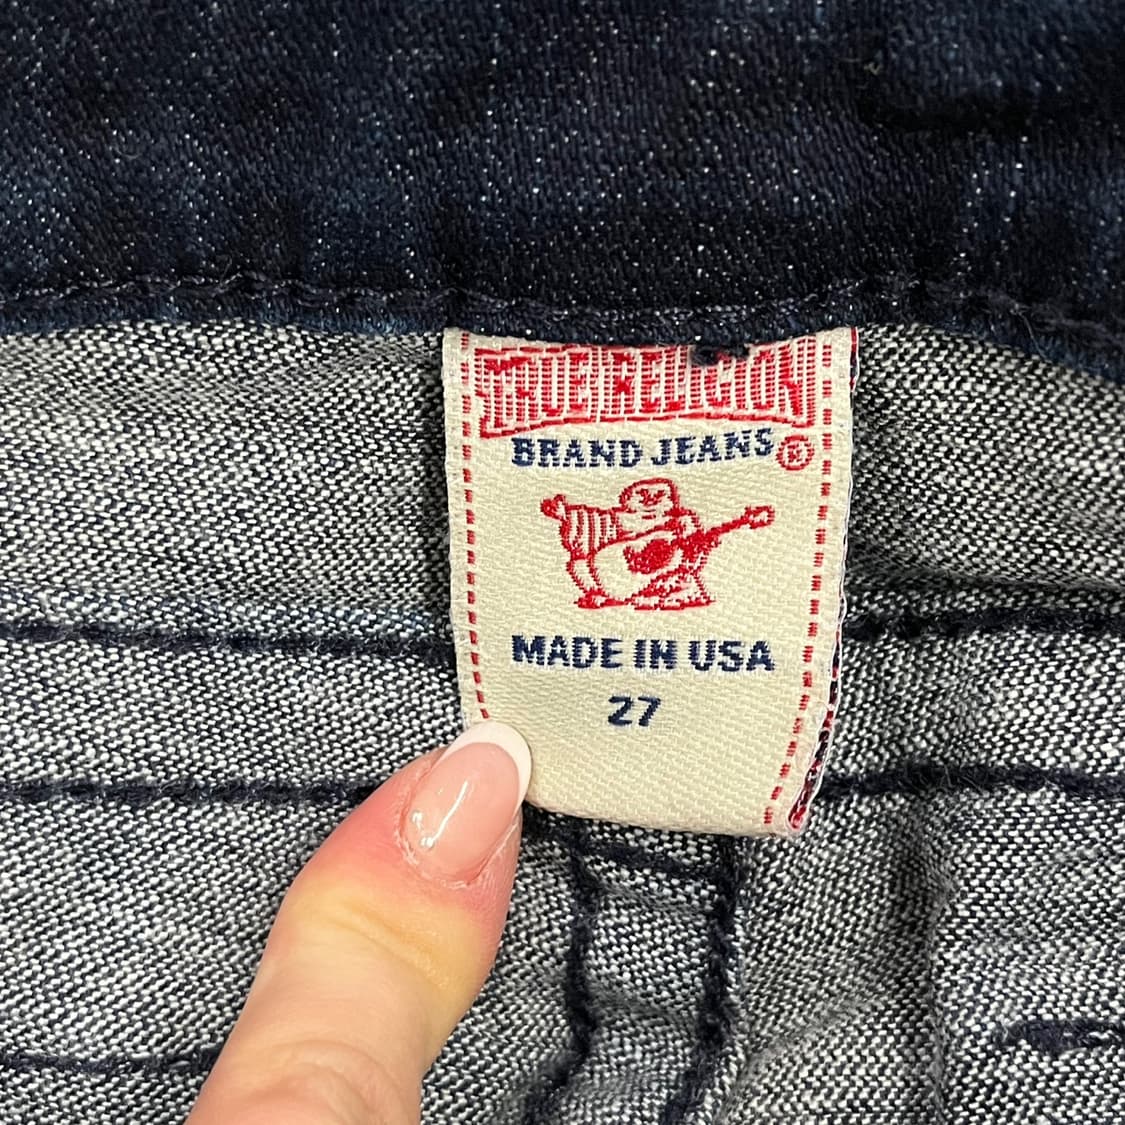 TRUE RELIGION
BRAND JEANS ®
MADE IN USA
27